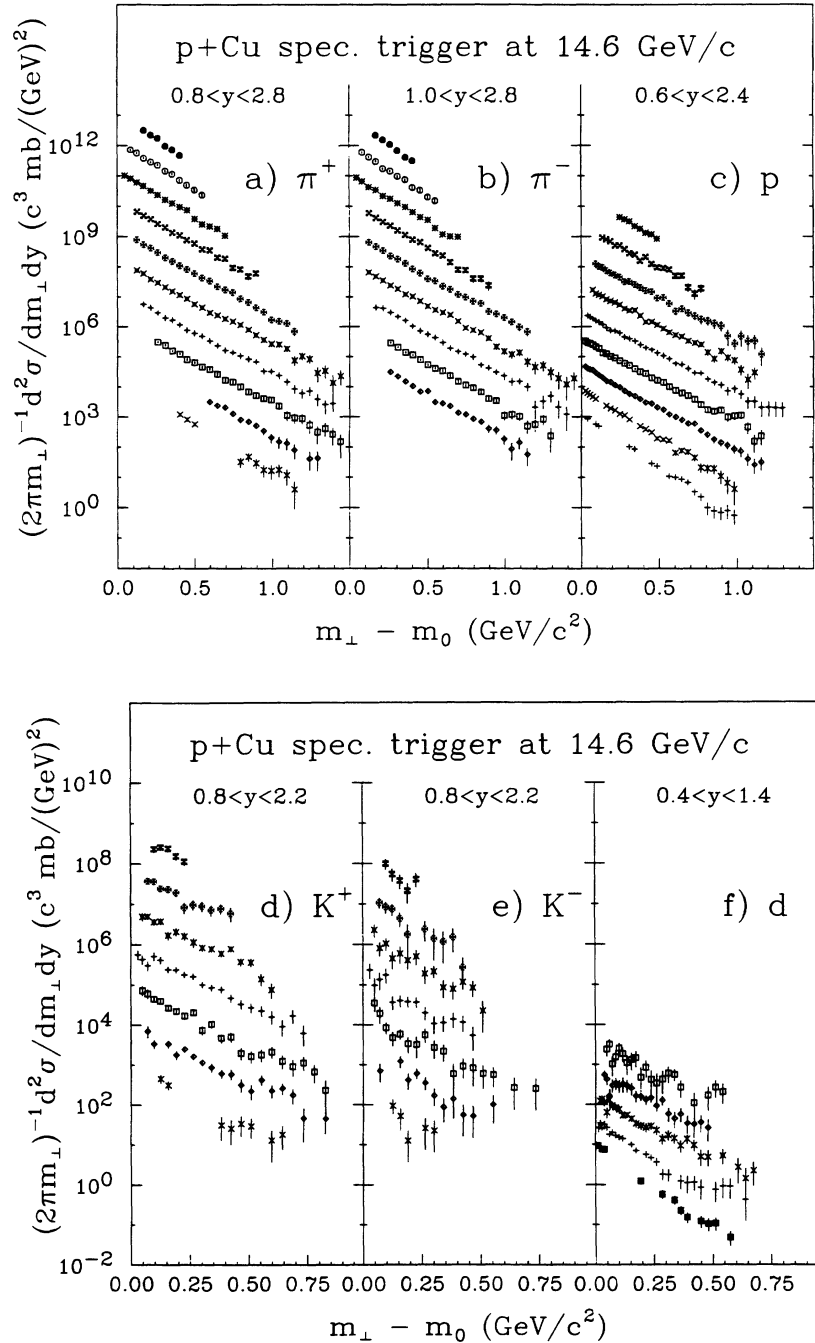 p+Cu spec. trigger at 14.6 GeV/c
0.8<y<2.8 1.0<y<2.8 0.6<y<2.4
a) π⁺ b) π⁻ c) p
(2πm⊥)⁻¹d²σ/dm⊥dy (c³ mb/(GeV)²)
10¹²
10⁹
10⁶
10³
10⁰
0.0 0.5 1.0 0.0 0.5 1.0 0.0 0.5 1.0
m⊥ − m₀ (GeV/c²)
p+Cu spec. trigger at 14.6 GeV/c
0.8<y<2.2 0.8<y<2.2 0.4<y<1.4
d) K⁺ e) K⁻ f) d
(2πm⊥)⁻¹d²σ/dm⊥dy (c³ mb/(GeV)²)
10¹⁰
10⁸
10⁶
10⁴
10²
10⁰
10⁻²
0.00 0.25 0.50 0.75 0.00 0.25 0.50 0.75 0.00 0.25 0.50 0.75
m⊥ − m₀ (GeV/c²)